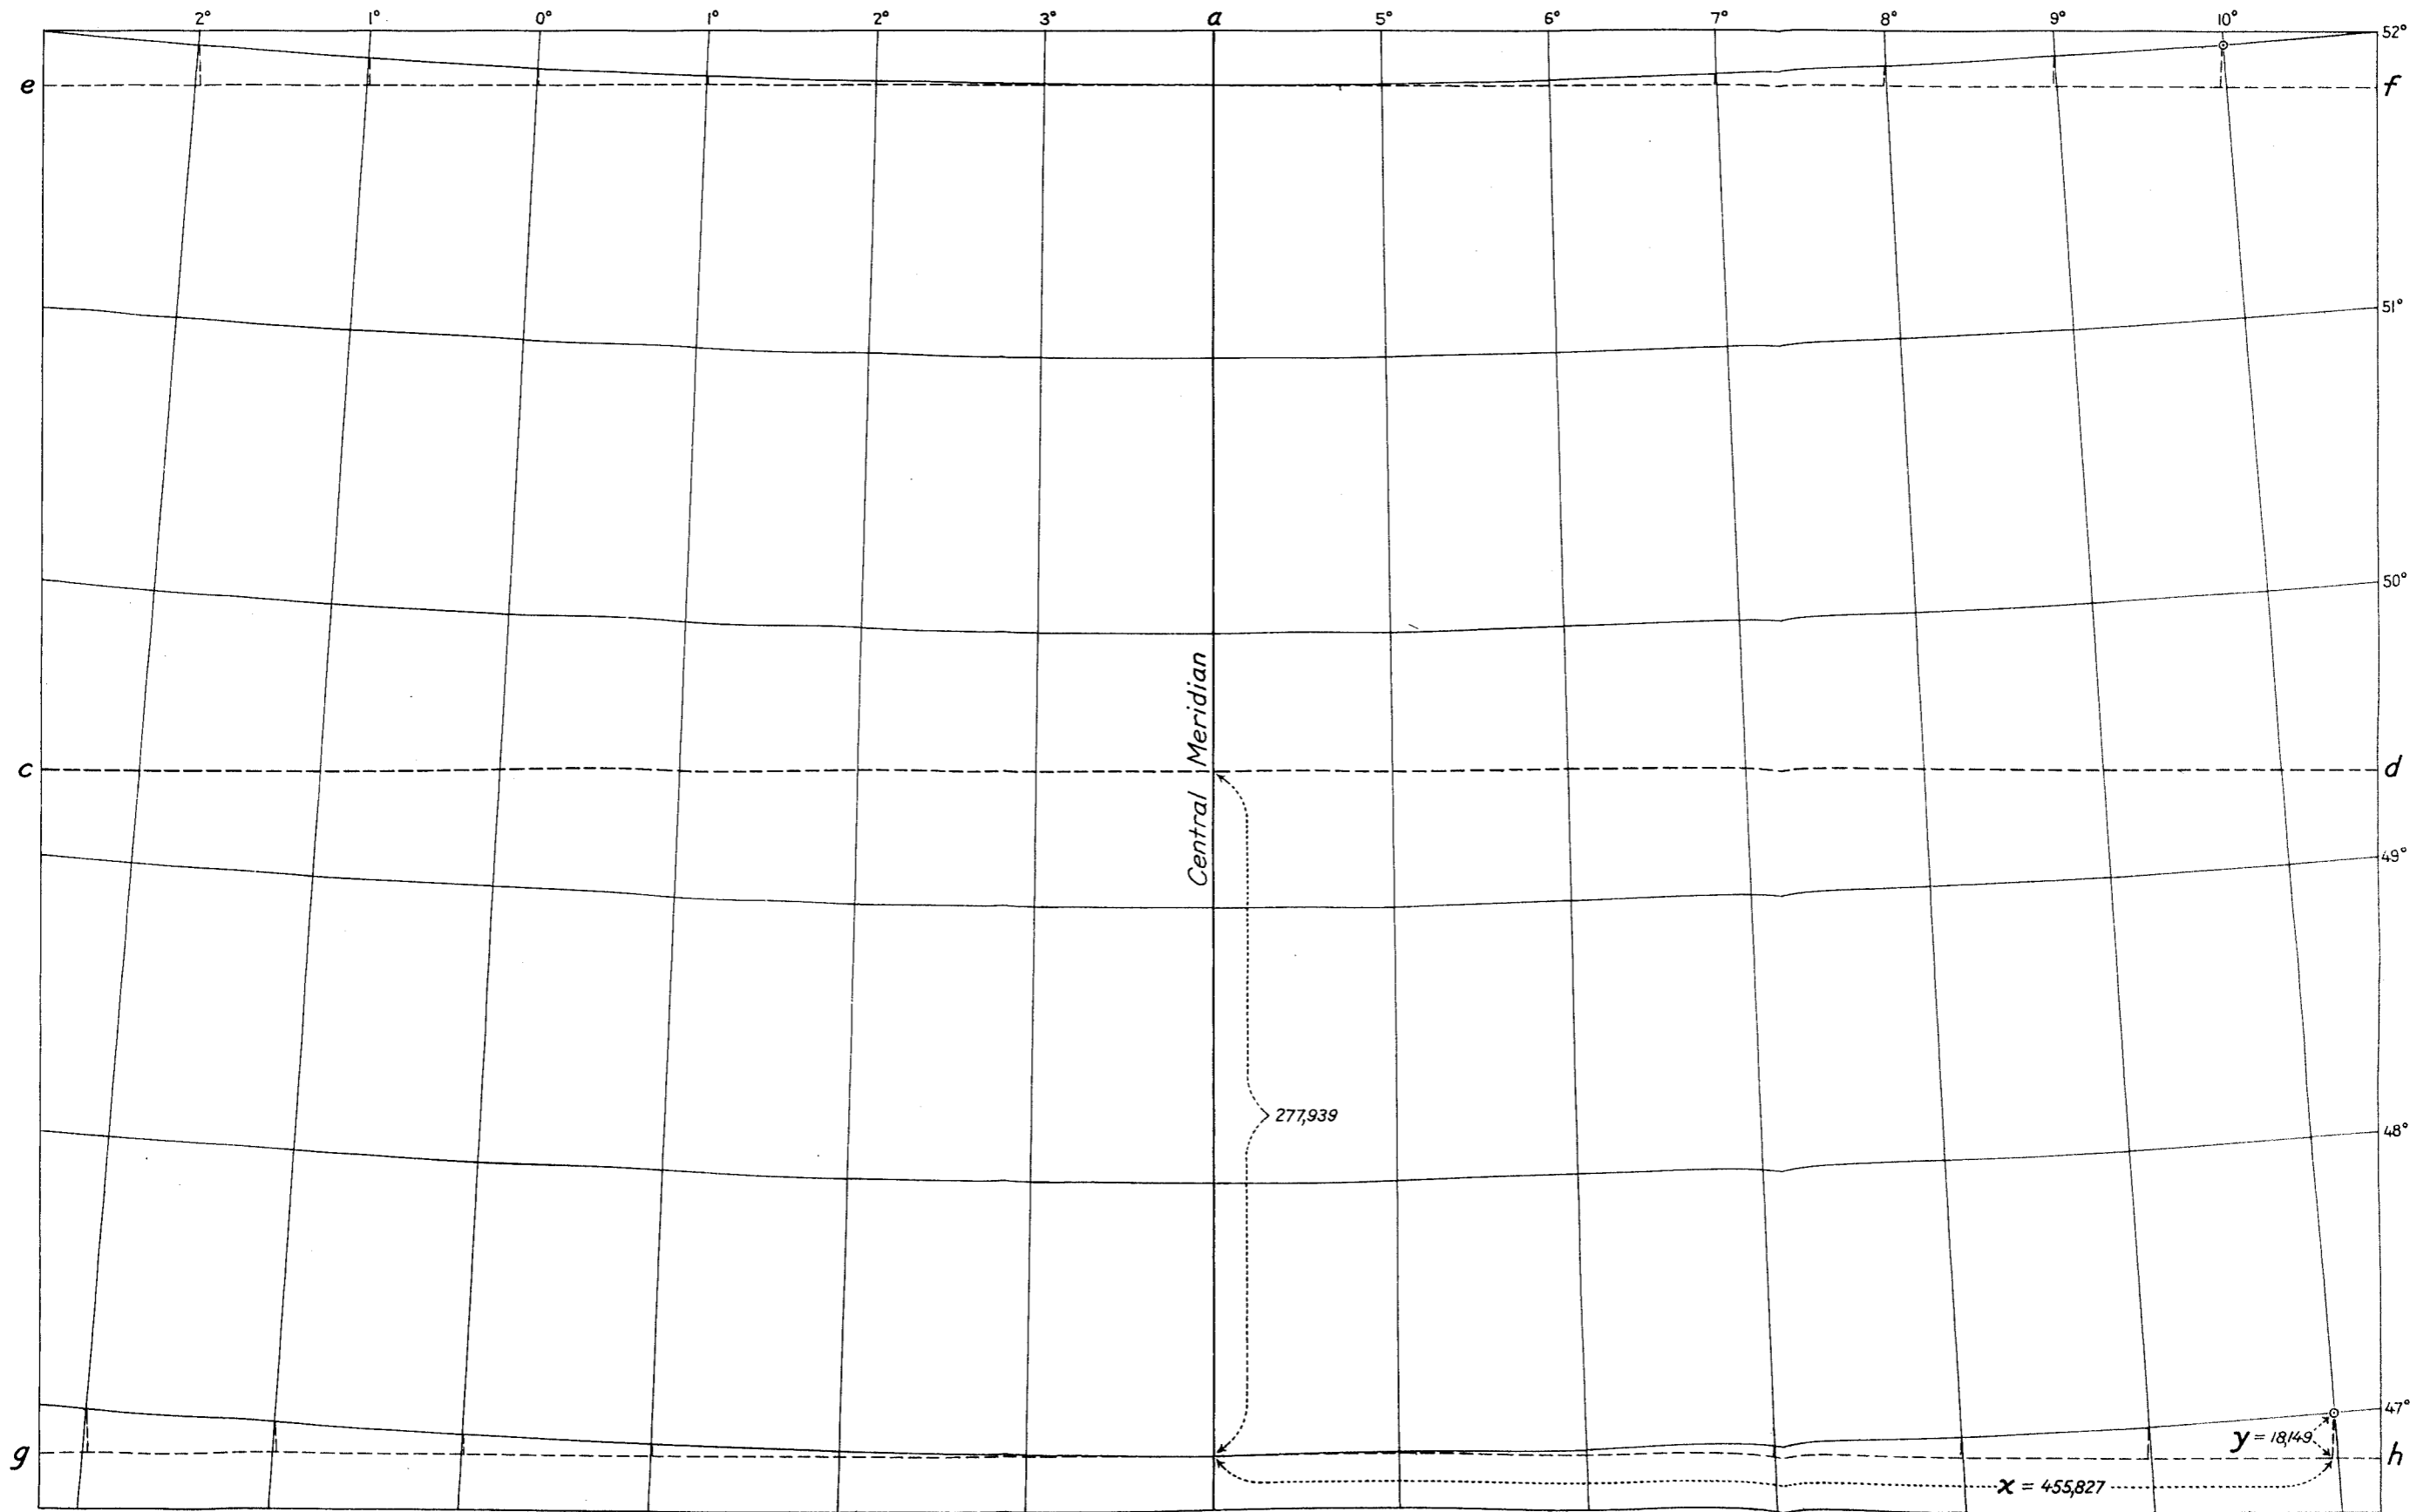 2° 1° 0° 1° 2° 3° a 5° 6° 7° 8° 9° 10°
52°
e f
51°
50°
Central Meridian
c d
49°
277,939
48°
47°
y = 18,149
g h
x = 455,827